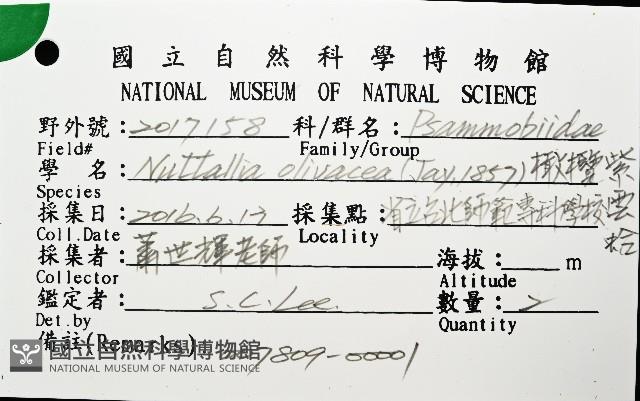 國立自然科學博物館
NATIONAL MUSEUM OF NATURAL SCIENCE
野外號：2017158 科/群名：Psammobiidae
Field# Family/Group
學名：Nuttallia olivacea (Jay, 1857) 橄欖紫雲蛤
Species
採集日：2016.6.13 採集點：省立台北師範專科學校
Coll.Date Locality
採集者：蕭世輝老師 海拔： m
Collector Altitude
鑑定者：S.C. Lee. 數量：2
Det.by Quantity
備註(Remarks) 7809-00001
國立自然科學博物館
NATIONAL MUSEUM OF NATURAL SCIENCE